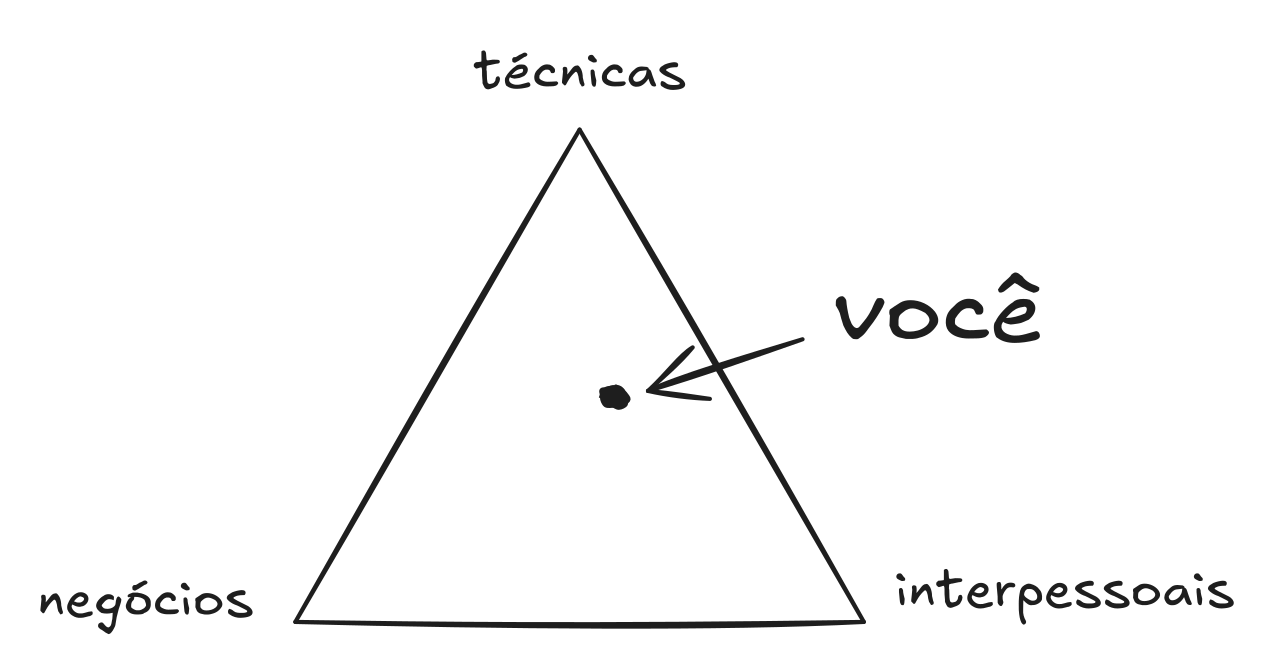 técnicas
você
negócios
interpessoais